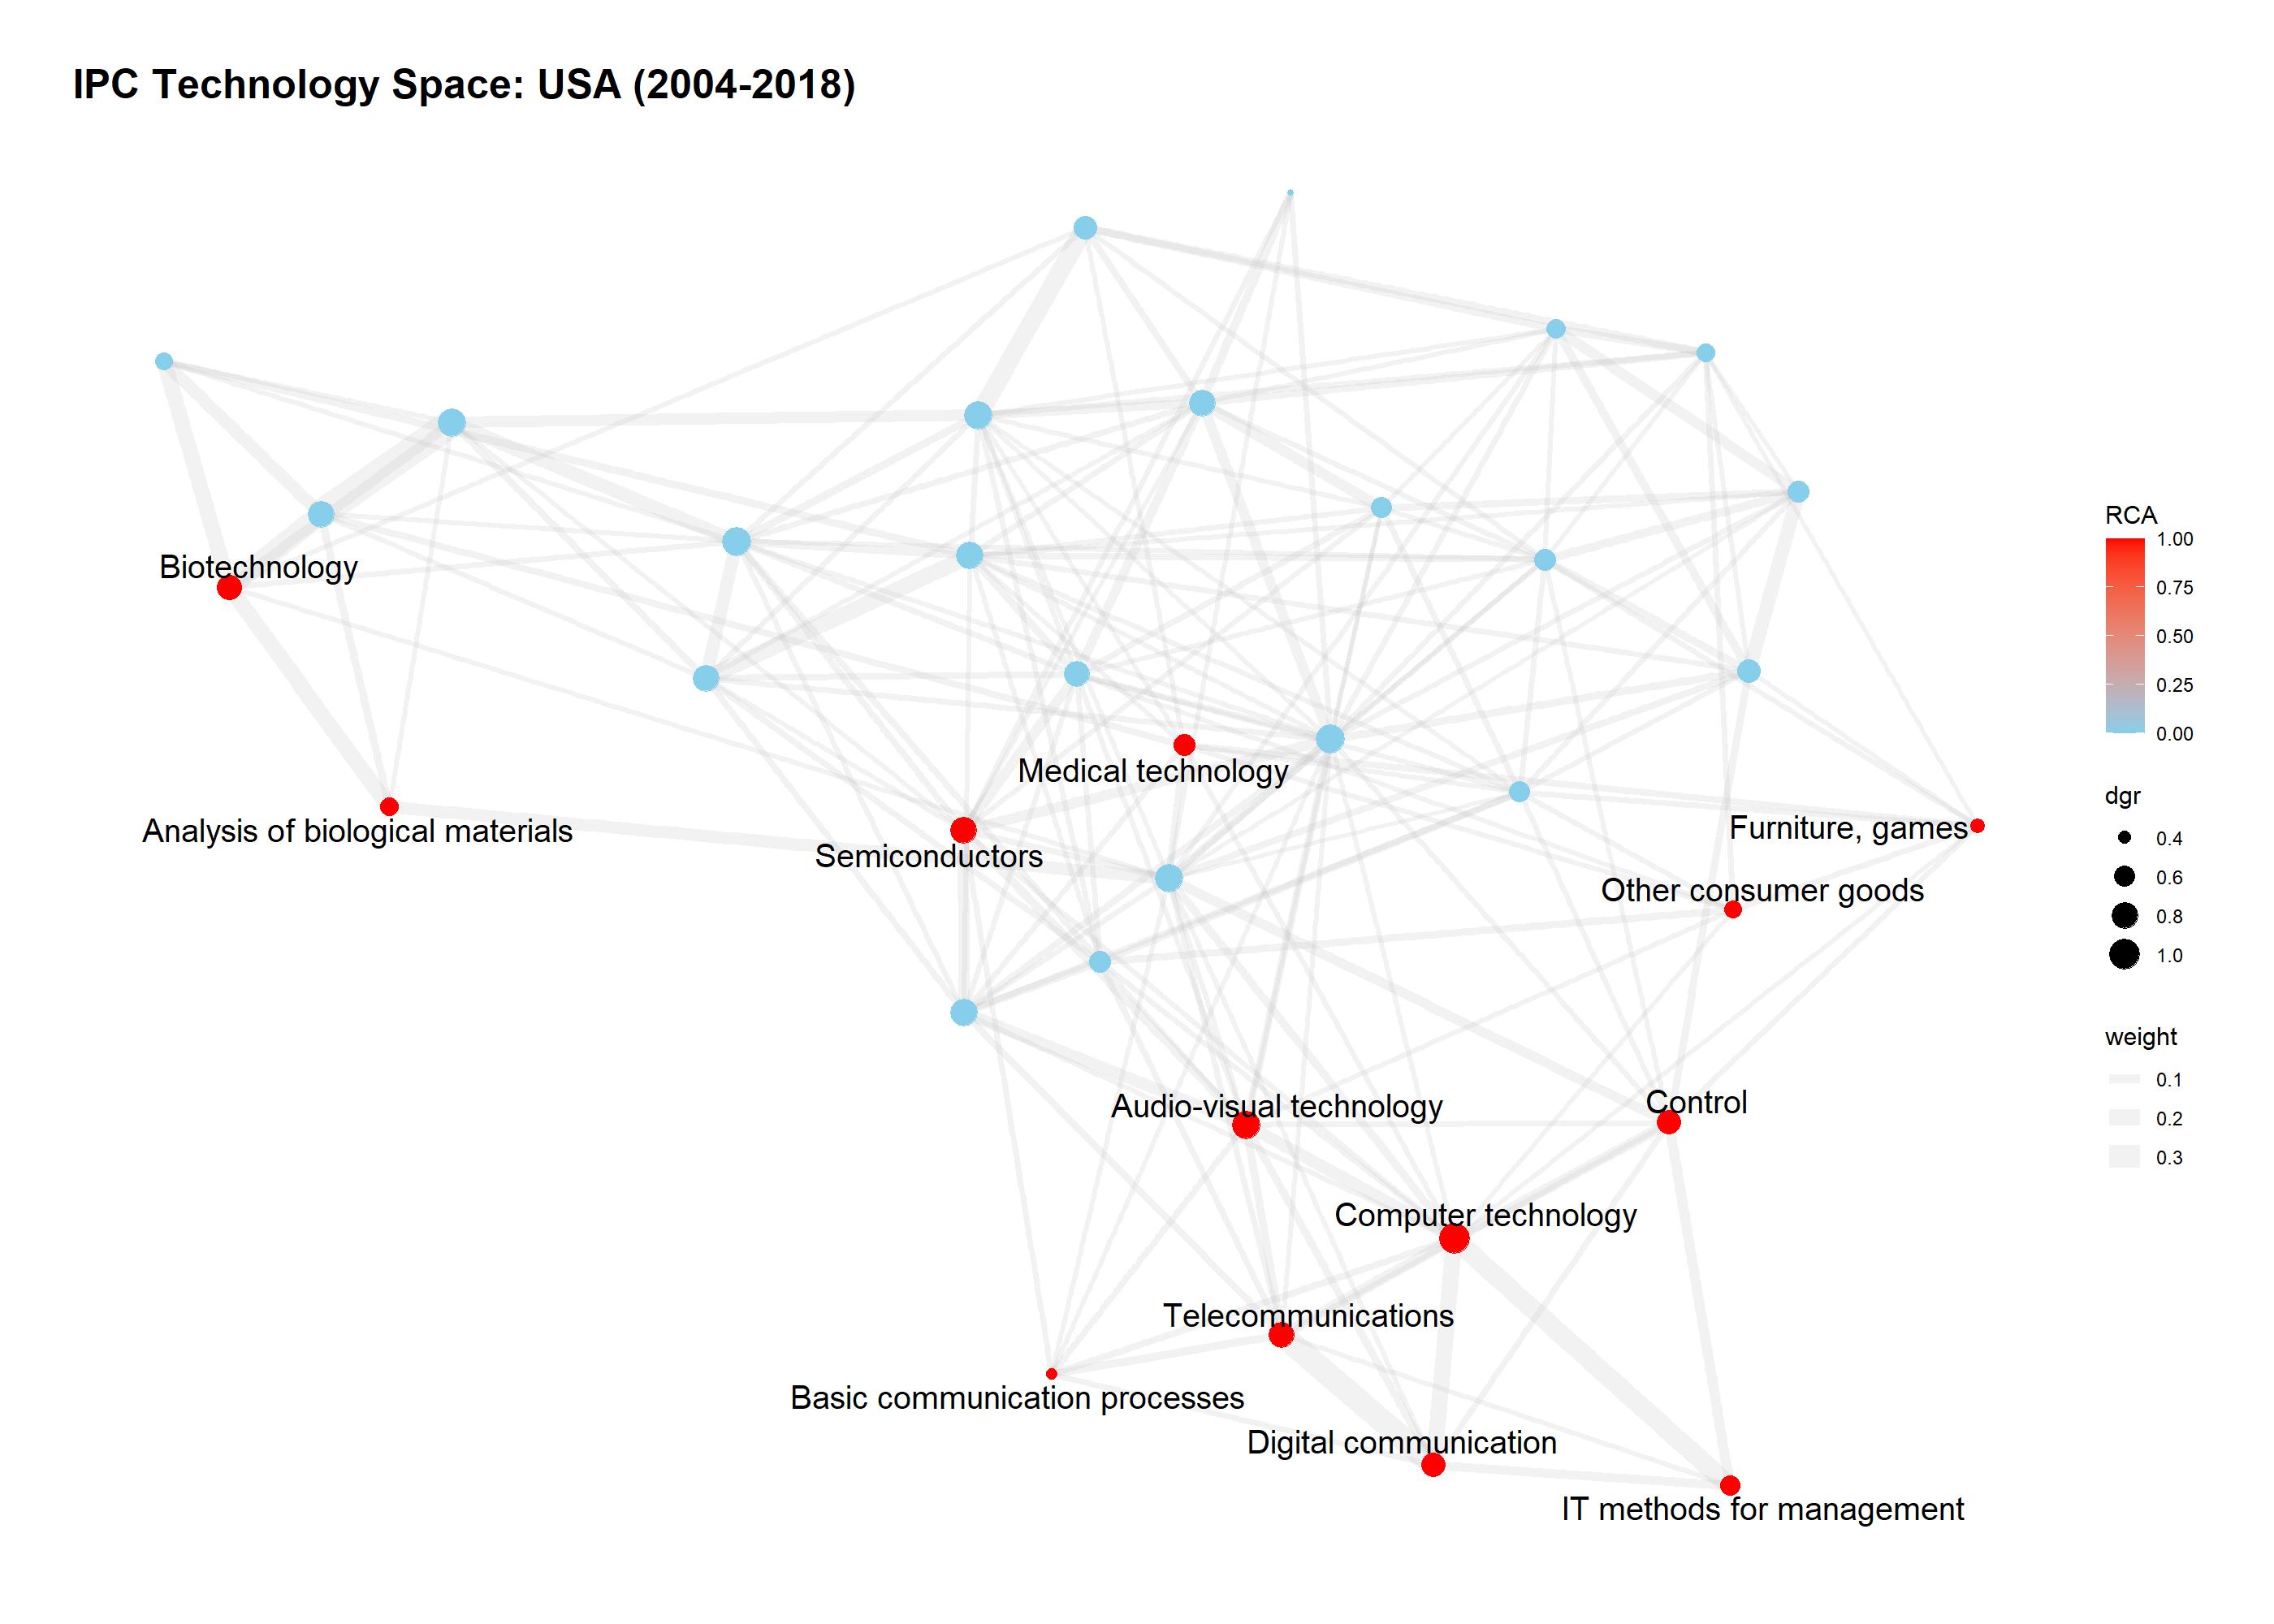 IPC Technology Space: USA (2004-2018)
Biotechnology
Analysis of biological materials
Medical technology
Semiconductors
Furniture, games
Other consumer goods
Audio-visual technology
Control
Computer technology
Telecommunications
Basic communication processes
Digital communication
IT methods for management
RCA
1.00
0.75
0.50
0.25
0.00
dgr
0.4
0.6
0.8
1.0
weight
0.1
0.2
0.3